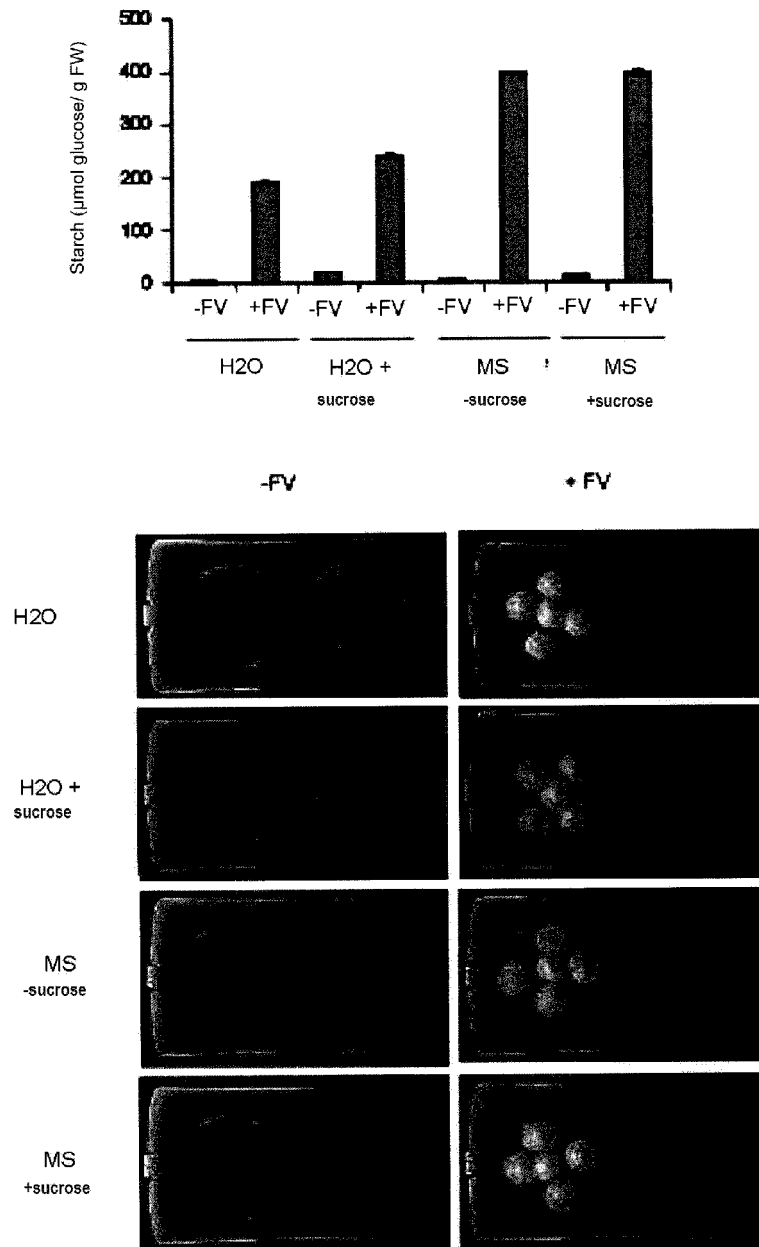 500
400
300
200
100
0
Starch (µmol glucose/ g FW)
-FV +FV -FV +FV -FV +FV -FV +FV
H2O H2O + MS MS
sucrose -sucrose +sucrose
-FV + FV
H2O
H2O +
sucrose
MS
-sucrose
MS
+sucrose